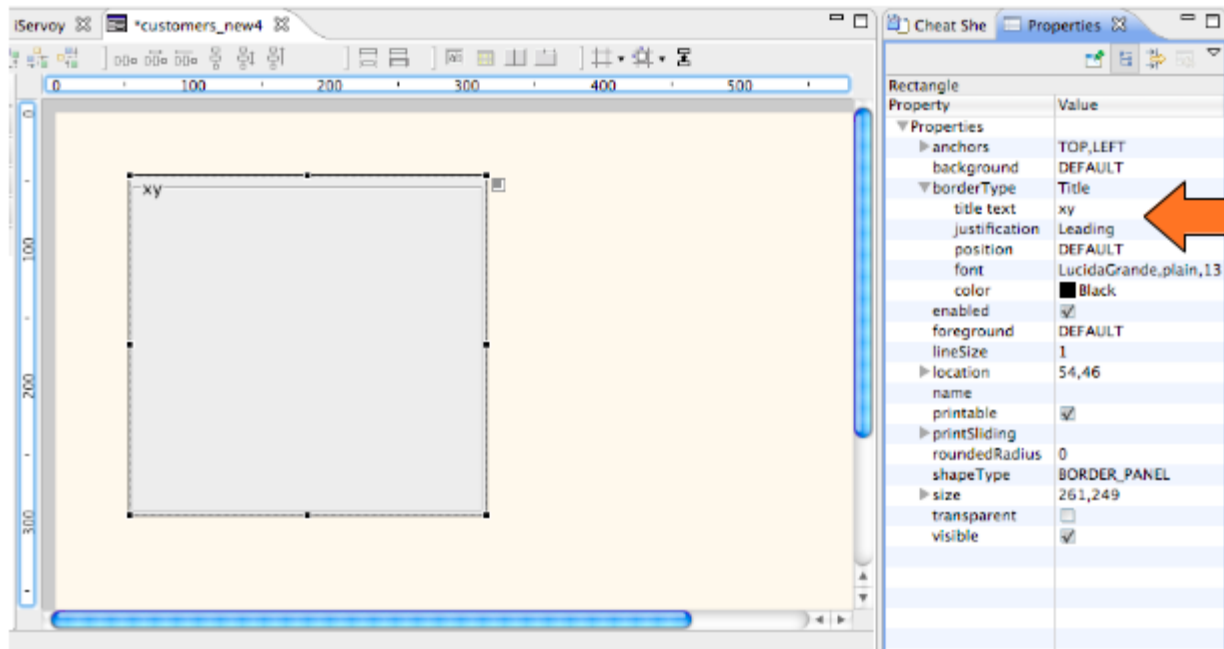 iServoy
*customers_new4
0 100 200 300 400 500
0
100
200
300
xy
Cheat She
Properties
Rectangle
Property Value
Properties
anchors TOP,LEFT
background DEFAULT
borderType Title
title text xy
justification Leading
position DEFAULT
font LucidaGrande,plain,13
color Black
enabled
foreground DEFAULT
lineSize 1
location 54,46
name
printable
printSliding
roundedRadius 0
shapeType BORDER_PANEL
size 261,249
transparent
visible